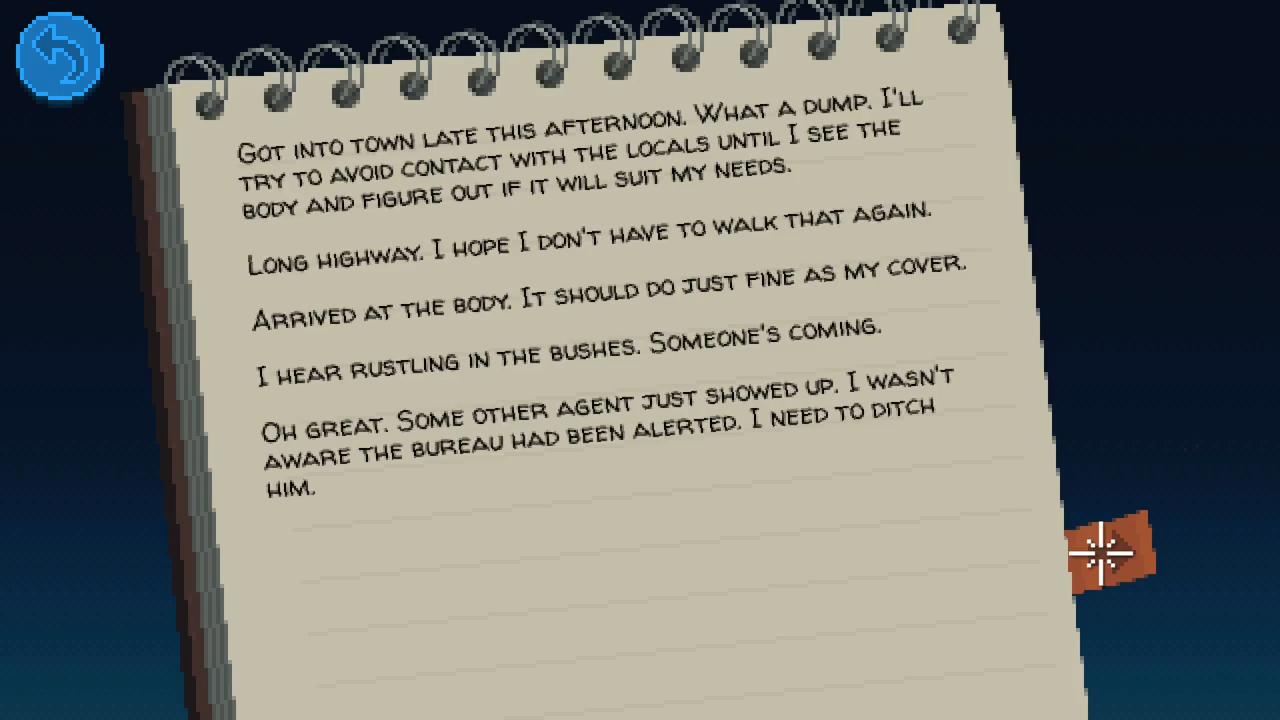 Got into town late this afternoon. What a dump. I'll
try to avoid contact with the locals until I see the
body and figure out if it will suit my needs.
Long highway. I hope I don't have to walk that again.
Arrived at the body. It should do just fine as my cover.
I hear rustling in the bushes. Someone's coming.
Oh great. Some other agent just showed up. I wasn't
aware the bureau had been alerted. I need to ditch
him.